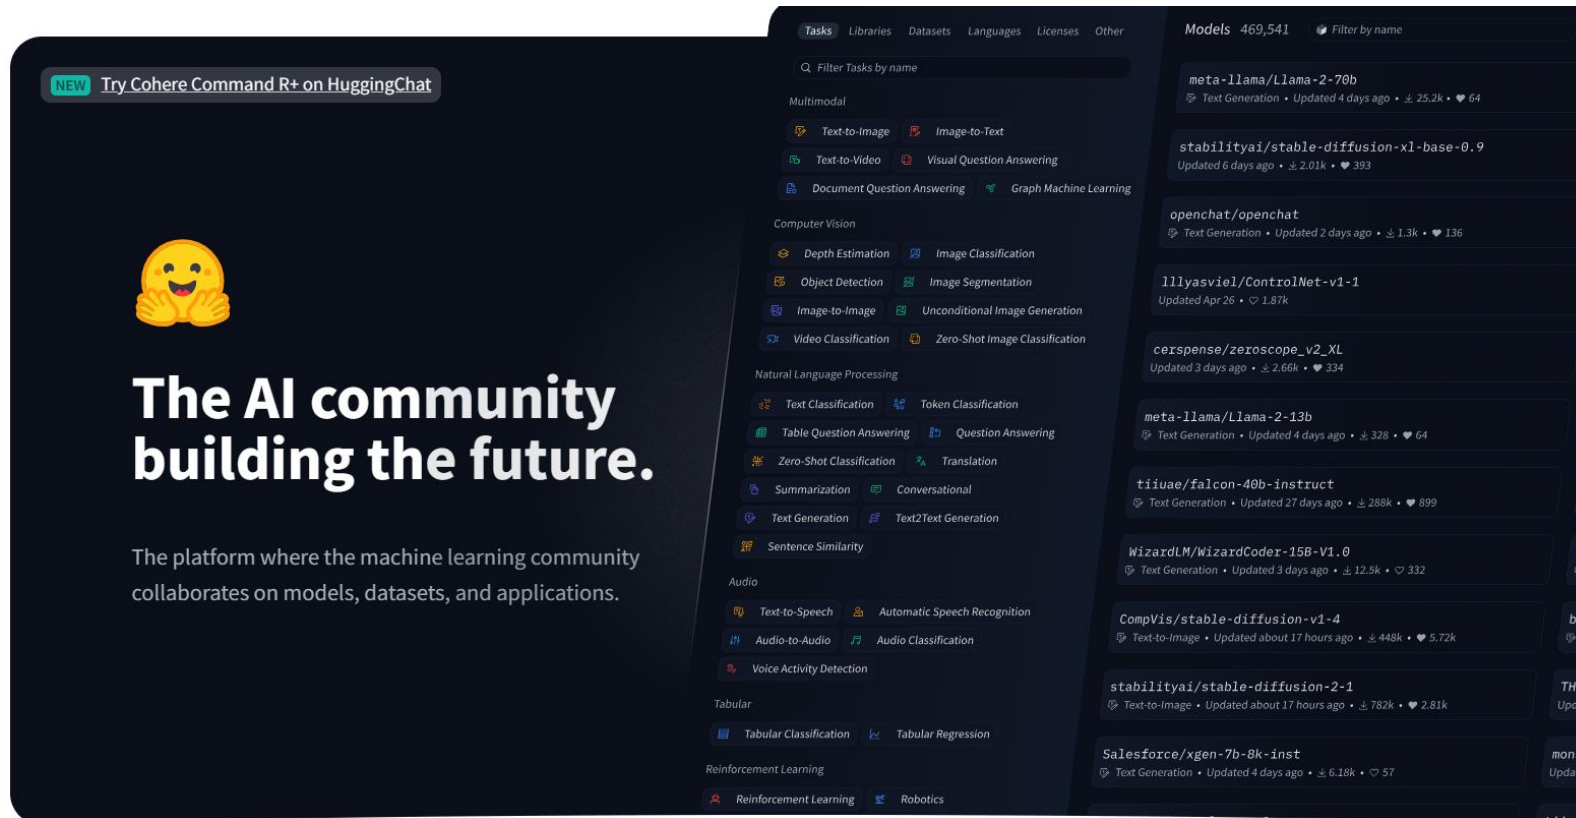 NEW Try Cohere Command R+ on HuggingChat
The AI community
building the future.
The platform where the machine learning community
collaborates on models, datasets, and applications.
Tasks Libraries Datasets Languages Licenses Other
Filter Tasks by name
Multimodal
Text-to-Image Image-to-Text
Text-to-Video Visual Question Answering
Document Question Answering Graph Machine Learning
Computer Vision
Depth Estimation Image Classification
Object Detection Image Segmentation
Image-to-Image Unconditional Image Generation
Video Classification Zero-Shot Image Classification
Natural Language Processing
Text Classification Token Classification
Table Question Answering Question Answering
Zero-Shot Classification Translation
Summarization Conversational
Text Generation Text2Text Generation
Sentence Similarity
Audio
Text-to-Speech Automatic Speech Recognition
Audio-to-Audio Audio Classification
Voice Activity Detection
Tabular
Tabular Classification Tabular Regression
Reinforcement Learning
Reinforcement Learning Robotics
Models 469,541 Filter by name
meta-llama/Llama-2-70b
Text Generation • Updated 4 days ago • 25.2k • 64
stabilityai/stable-diffusion-xl-base-0.9
Updated 6 days ago • 2.01k • 393
openchat/openchat
Text Generation • Updated 2 days ago • 1.3k • 136
lllyasviel/ControlNet-v1-1
Updated Apr 26 • 1.87k
cerspense/zeroscope_v2_XL
Updated 3 days ago • 2.66k • 334
meta-llama/Llama-2-13b
Text Generation • Updated 4 days ago • 328 • 64
tiiuae/falcon-40b-instruct
Text Generation • Updated 27 days ago • 288k • 899
WizardLM/WizardCoder-15B-V1.0
Text Generation • Updated 3 days ago • 12.5k • 332
CompVis/stable-diffusion-v1-4
Text-to-Image • Updated about 17 hours ago • 448k • 5.72k
stabilityai/stable-diffusion-2-1
Text-to-Image • Updated about 17 hours ago • 782k • 2.81k
Salesforce/xgen-7b-8k-inst
Text Generation • Updated 4 days ago • 6.18k • 57